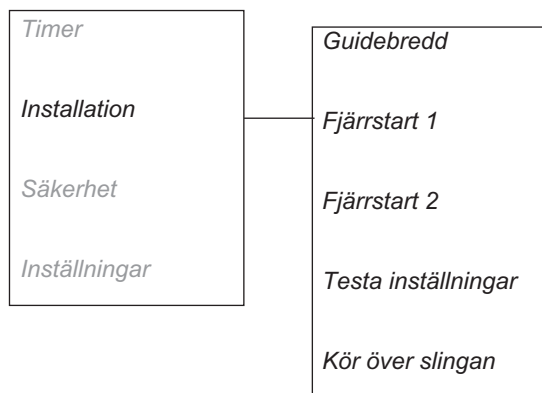 Timer
Installation
Säkerhet
Inställningar
Guidebredd
Fjärrstart 1
Fjärrstart 2
Testa inställningar
Kör över slingan